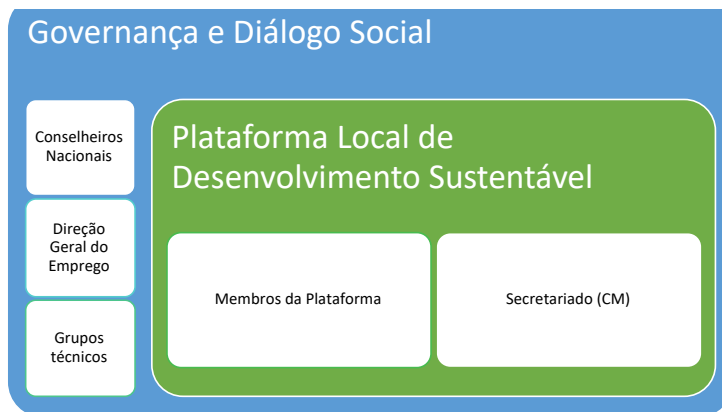 Governança e Diálogo Social
Conselheiros
Nacionais
Direção
Geral do
Emprego
Grupos
técnicos
Plataforma Local de
Desenvolvimento Sustentável
Membros da Plataforma
Secretariado (CM)